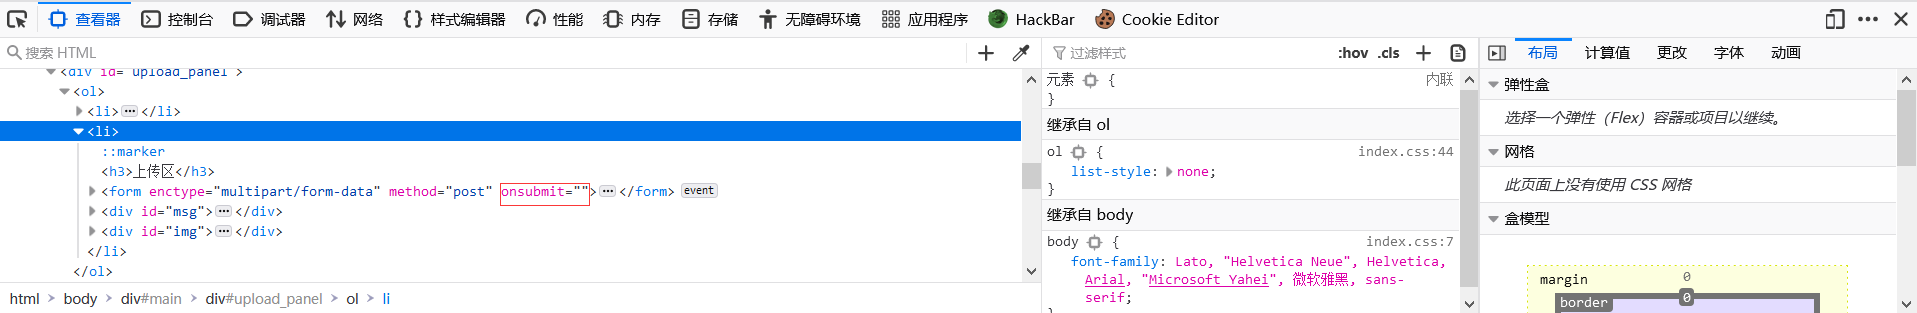 查看器 控制台 调试器 网络 样式编辑器 性能 内存 存储 无障碍环境 应用程序 HackBar Cookie Editor
搜索 HTML
<div id="upload_panel">
<ol>
<li>···</li>
<li>
::marker
<h3>上传区</h3>
<form enctype="multipart/form-data" method="post" onsubmit="">···</form> event
<div id="msg">···</div>
<div id="img">···</div>
</li>
</ol>
html > body > div#main > div#upload_panel > ol > li
过滤样式 :hov .cls
元素 { 内联
}
继承自 ol
ol { index.css:44
list-style: none;
}
继承自 body
body { index.css:7
font-family: Lato, "Helvetica Neue", Helvetica,
Arial, "Microsoft Yahei", 微软雅黑, sans-
serif;
}
布局 计算值 更改 字体 动画
弹性盒
选择一个弹性（Flex）容器或项目以继续。
网格
此页面上没有使用 CSS 网格
盒模型
margin 0
border 0